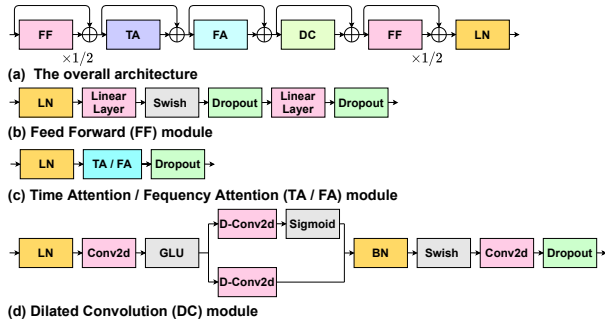 FF TA FA DC FF LN
×1/2 ×1/2
(a) The overall architecture
LN Linear Layer Swish Dropout Linear Layer Dropout
(b) Feed Forward (FF) module
LN TA / FA Dropout
(c) Time Attention / Fequency Attention (TA / FA) module
D-Conv2d Sigmoid
LN Conv2d GLU BN Swish Conv2d Dropout
D-Conv2d
(d) Dilated Convolution (DC) module